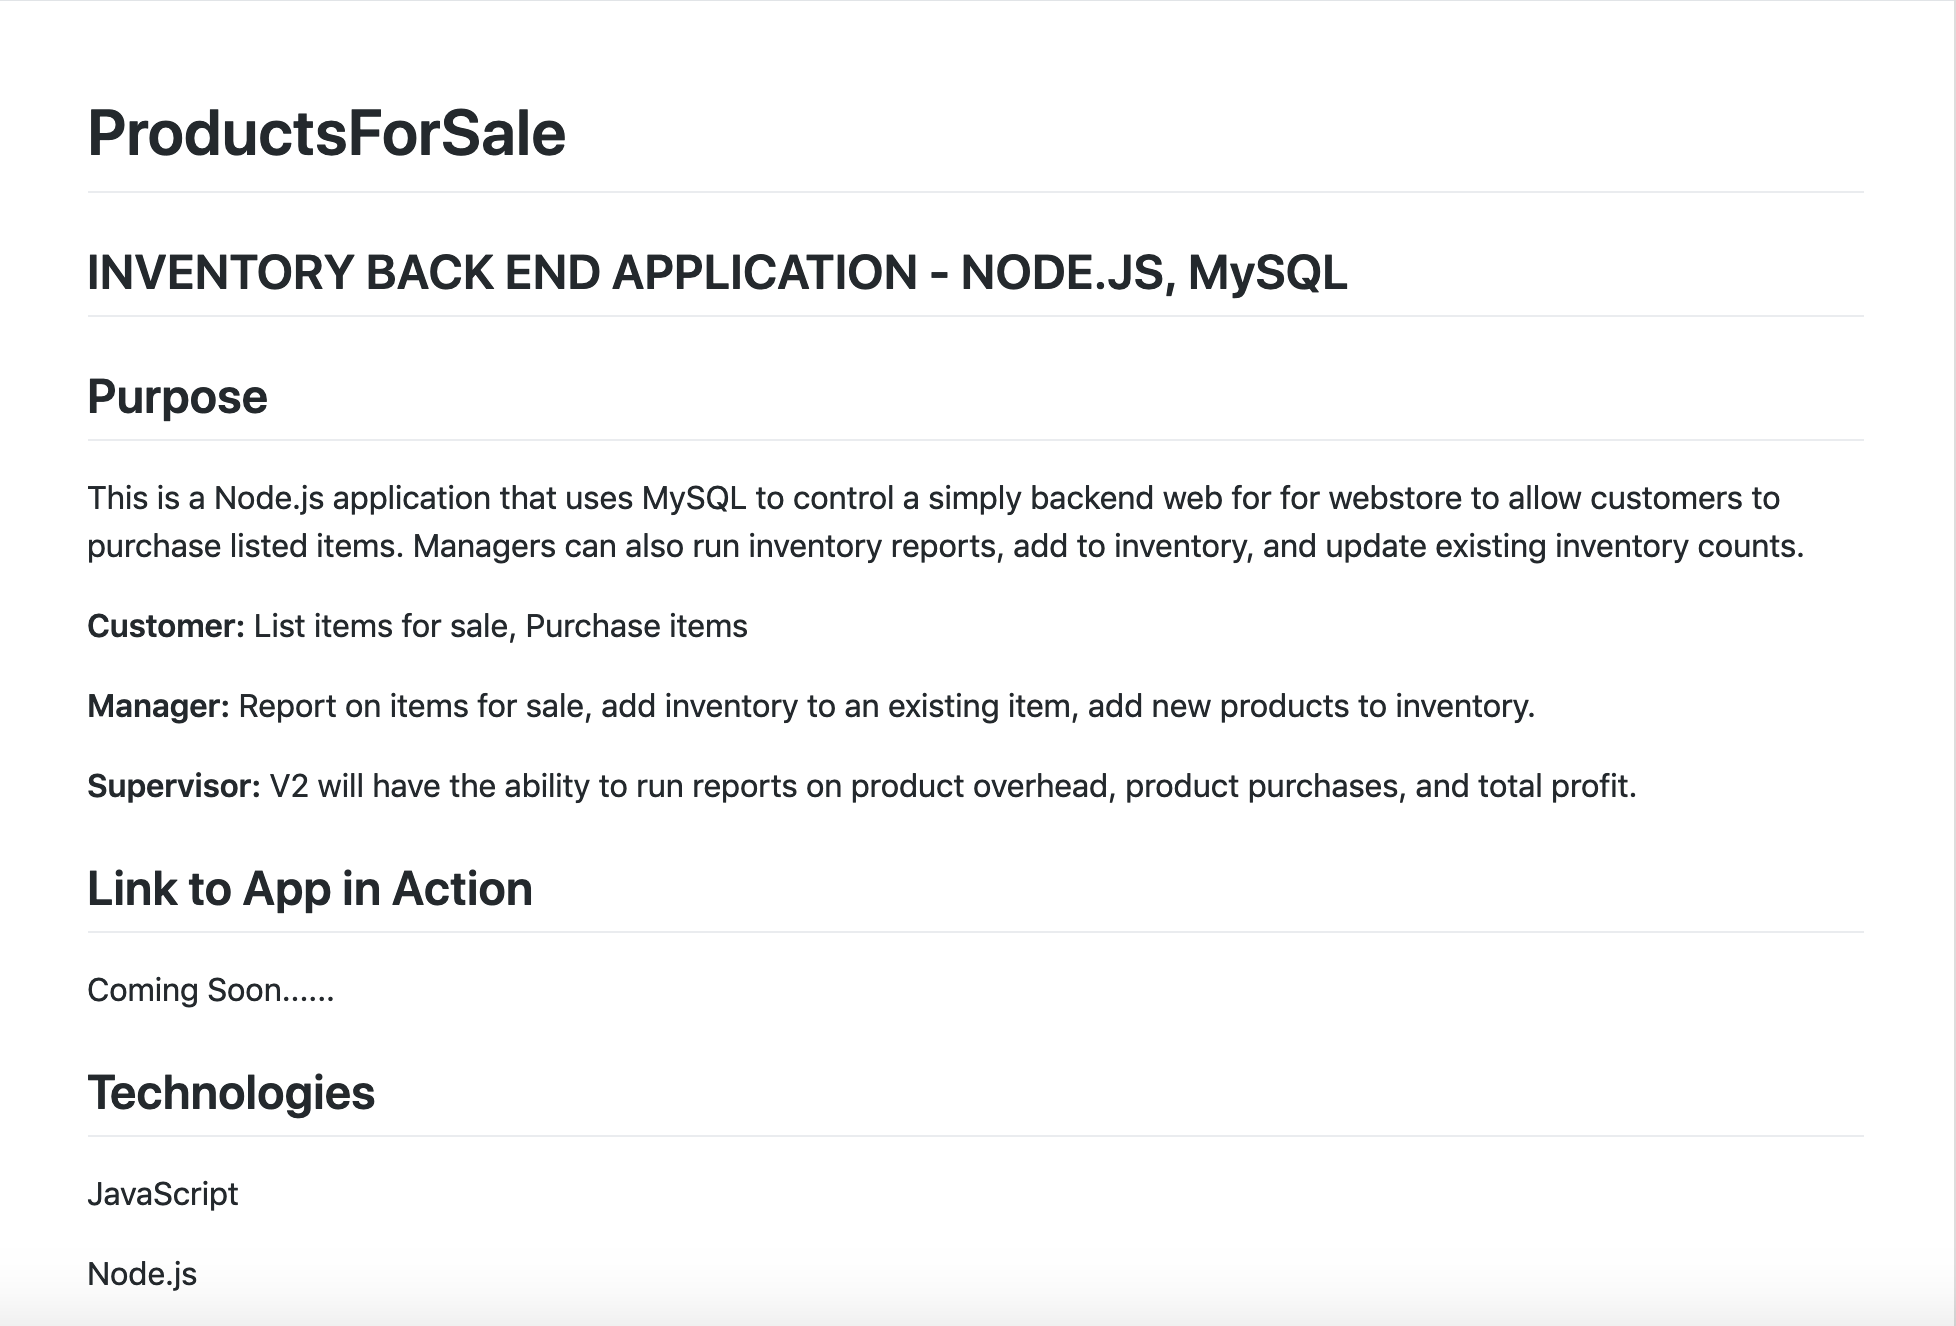 ProductsForSale
INVENTORY BACK END APPLICATION - NODE.JS, MySQL
Purpose
This is a Node.js application that uses MySQL to control a simply backend web for for webstore to allow customers to
purchase listed items. Managers can also run inventory reports, add to inventory, and update existing inventory counts.
Customer: List items for sale, Purchase items
Manager: Report on items for sale, add inventory to an existing item, add new products to inventory.
Supervisor: V2 will have the ability to run reports on product overhead, product purchases, and total profit.
Link to App in Action
Coming Soon......
Technologies
JavaScript
Node.js